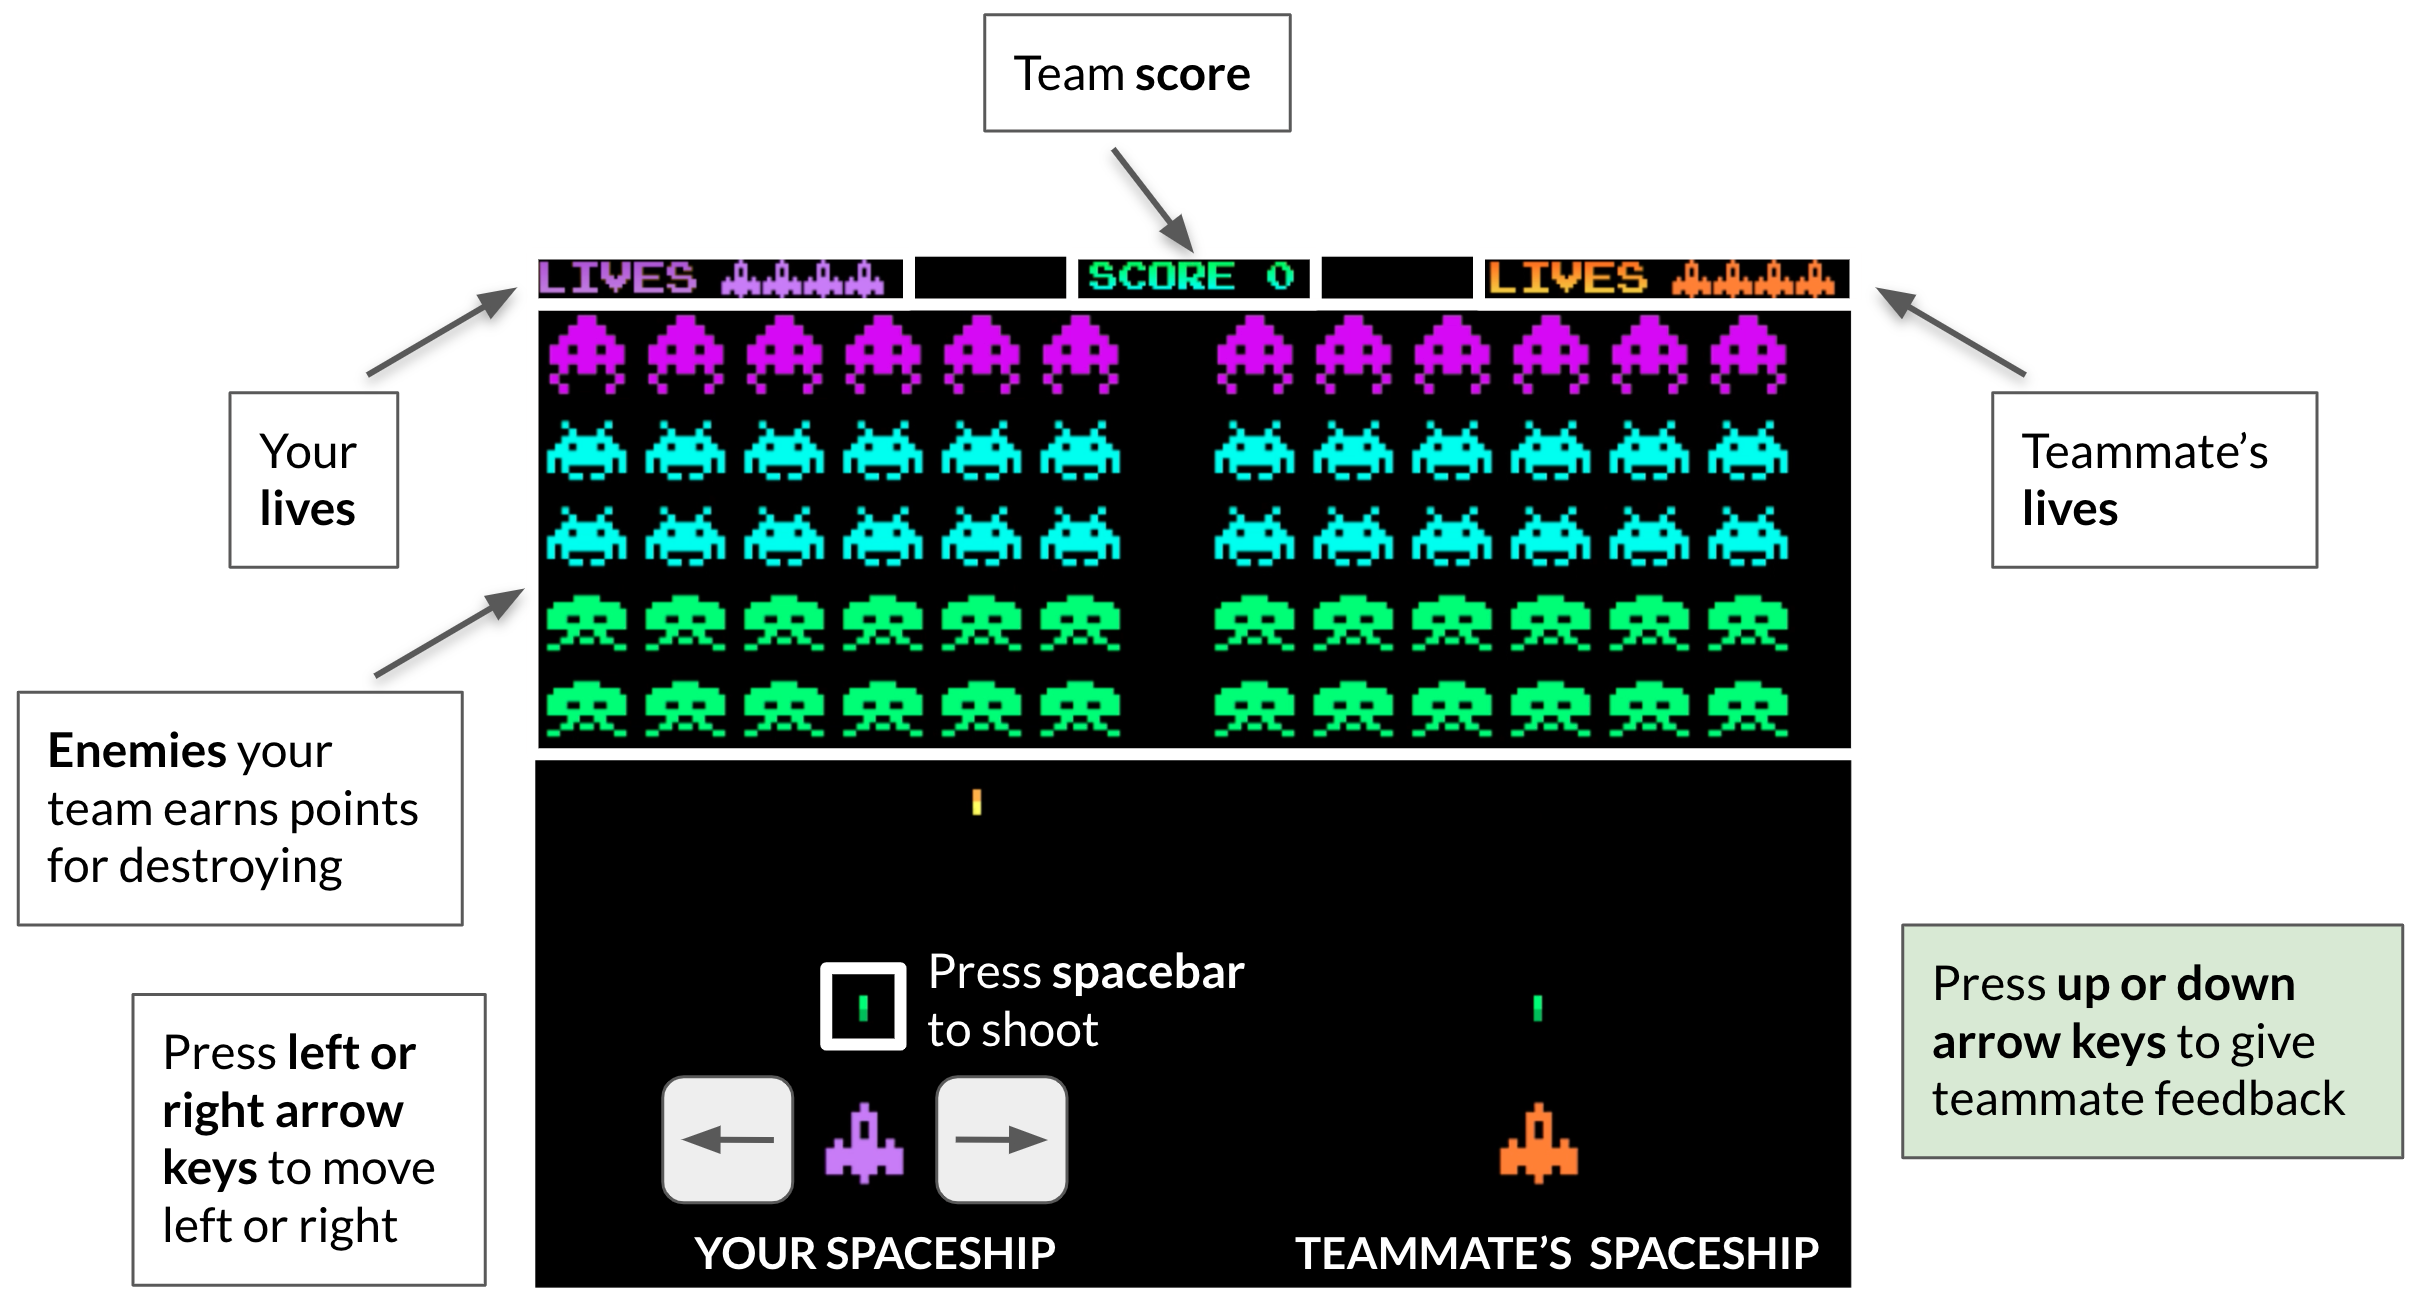 Team score
LIVES
SCORE 0
LIVES
Your
lives
Teammate’s
lives
Enemies your
team earns points
for destroying
Press spacebar
to shoot
Press up or down
arrow keys to give
teammate feedback
Press left or
right arrow
keys to move
left or right
YOUR SPACESHIP
TEAMMATE’S SPACESHIP